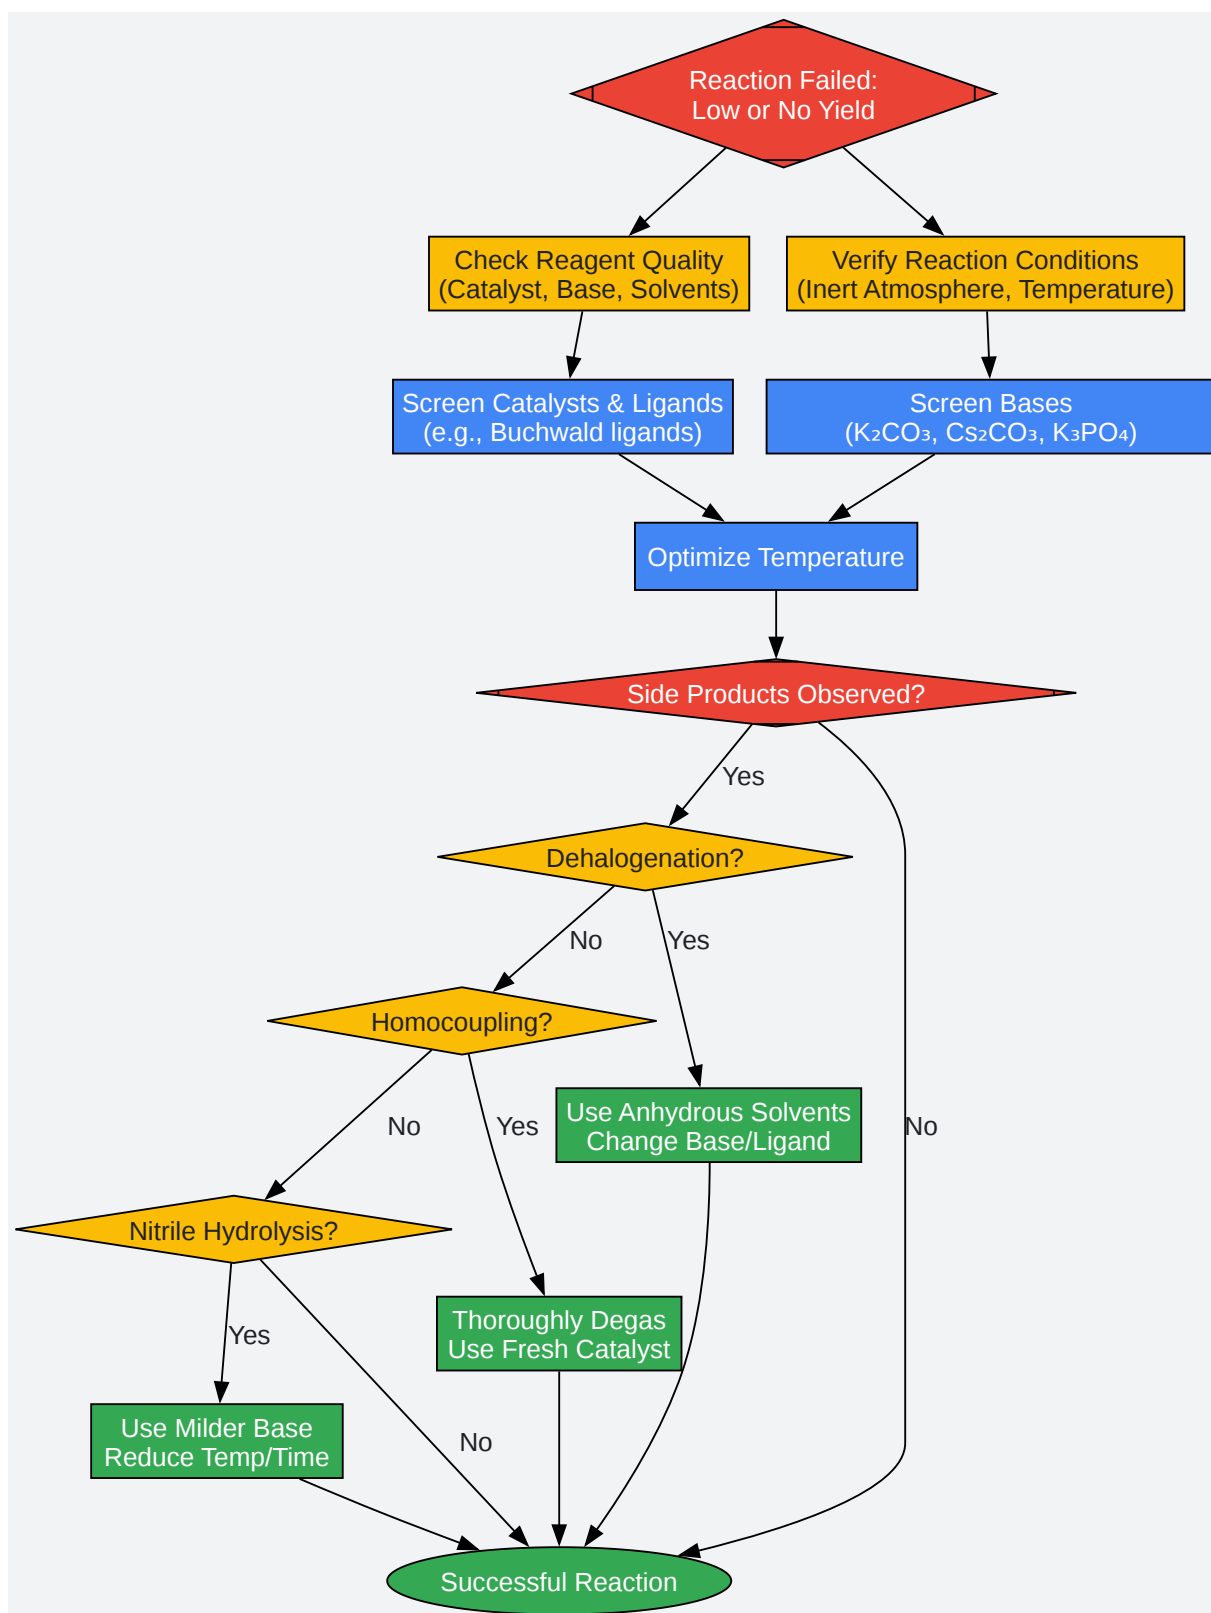 Reaction Failed:
Low or No Yield
Check Reagent Quality
(Catalyst, Base, Solvents)
Verify Reaction Conditions
(Inert Atmosphere, Temperature)
Screen Catalysts & Ligands
(e.g., Buchwald ligands)
Screen Bases
(K₂CO₃, Cs₂CO₃, K₃PO₄)
Optimize Temperature
Side Products Observed?
Yes
Dehalogenation?
No
Yes
Homocoupling?
Use Anhydrous Solvents
Change Base/Ligand
No
Yes
No
Nitrile Hydrolysis?
Thoroughly Degas
Use Fresh Catalyst
Yes
Use Milder Base
Reduce Temp/Time
No
Successful Reaction